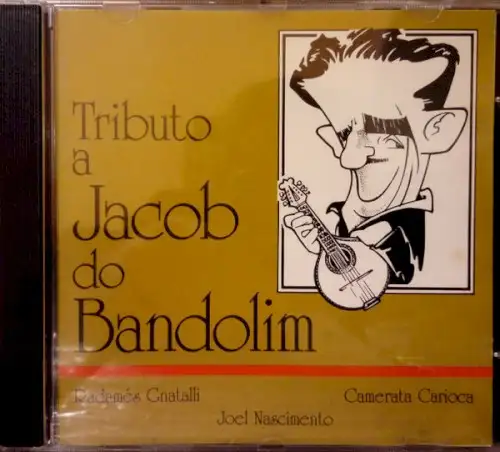 Tributo
a
Jacob
do
Bandolim
Radamés Gnatalli
Camerata Carioca
Joel Nascimento